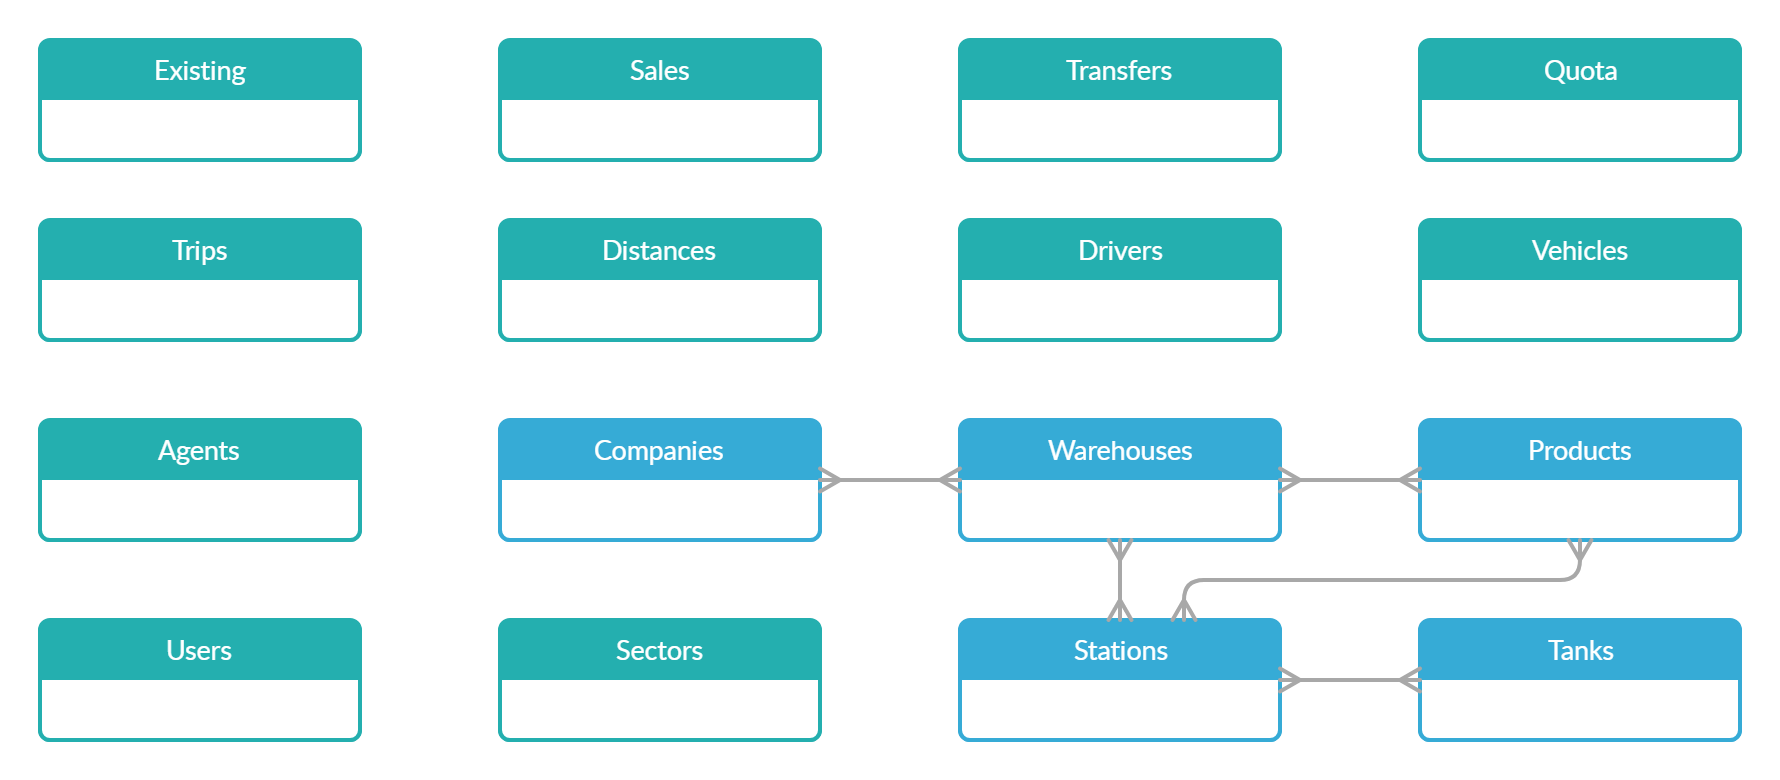 Existing
Sales
Transfers
Quota
Trips
Distances
Drivers
Vehicles
Agents
Companies
Warehouses
Products
Users
Sectors
Stations
Tanks